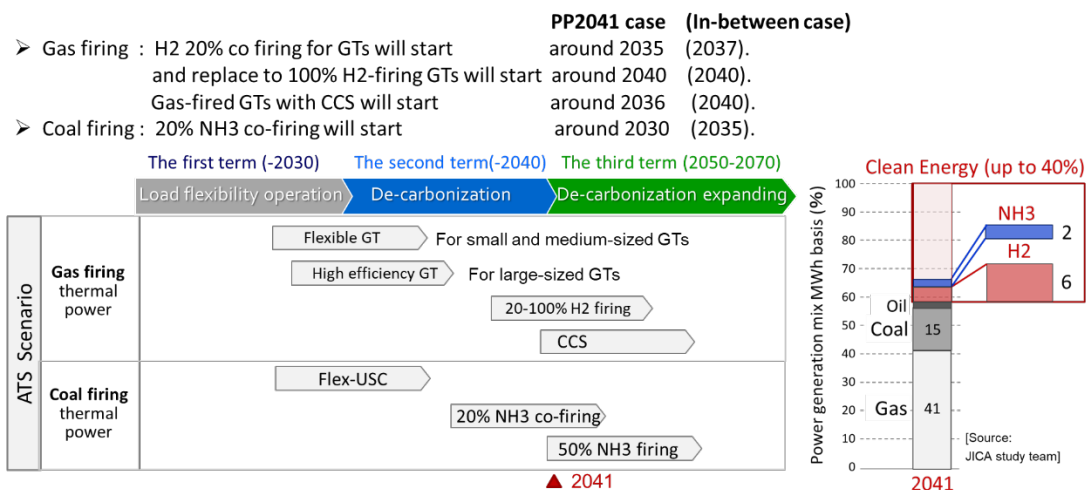 PP2041 case (In-between case)
➢ Gas firing : H2 20% co firing for GTs will start around 2035 (2037).
and replace to 100% H2-firing GTs will start around 2040 (2040).
Gas-fired GTs with CCS will start around 2036 (2040).
➢ Coal firing : 20% NH3 co-firing will start around 2030 (2035).
The first term (-2030)
The second term(-2040)
The third term (2050-2070)
Load flexibility operation
De-carbonization
De-carbonization expanding
ATS Scenario
Gas firing
thermal
power
Flexible GT
For small and medium-sized GTs
High efficiency GT
For large-sized GTs
20-100% H2 firing
CCS
Coal firing
thermal
power
Flex-USC
20% NH3 co-firing
50% NH3 firing
▲ 2041
Clean Energy (up to 40%)
Power generation mix MWh basis (%)
100
90
80
70
60
50
40
30
20
10
0
NH3
2
H2
6
Oil
Coal
15
Gas
41
[Source:
JICA study team]
2041